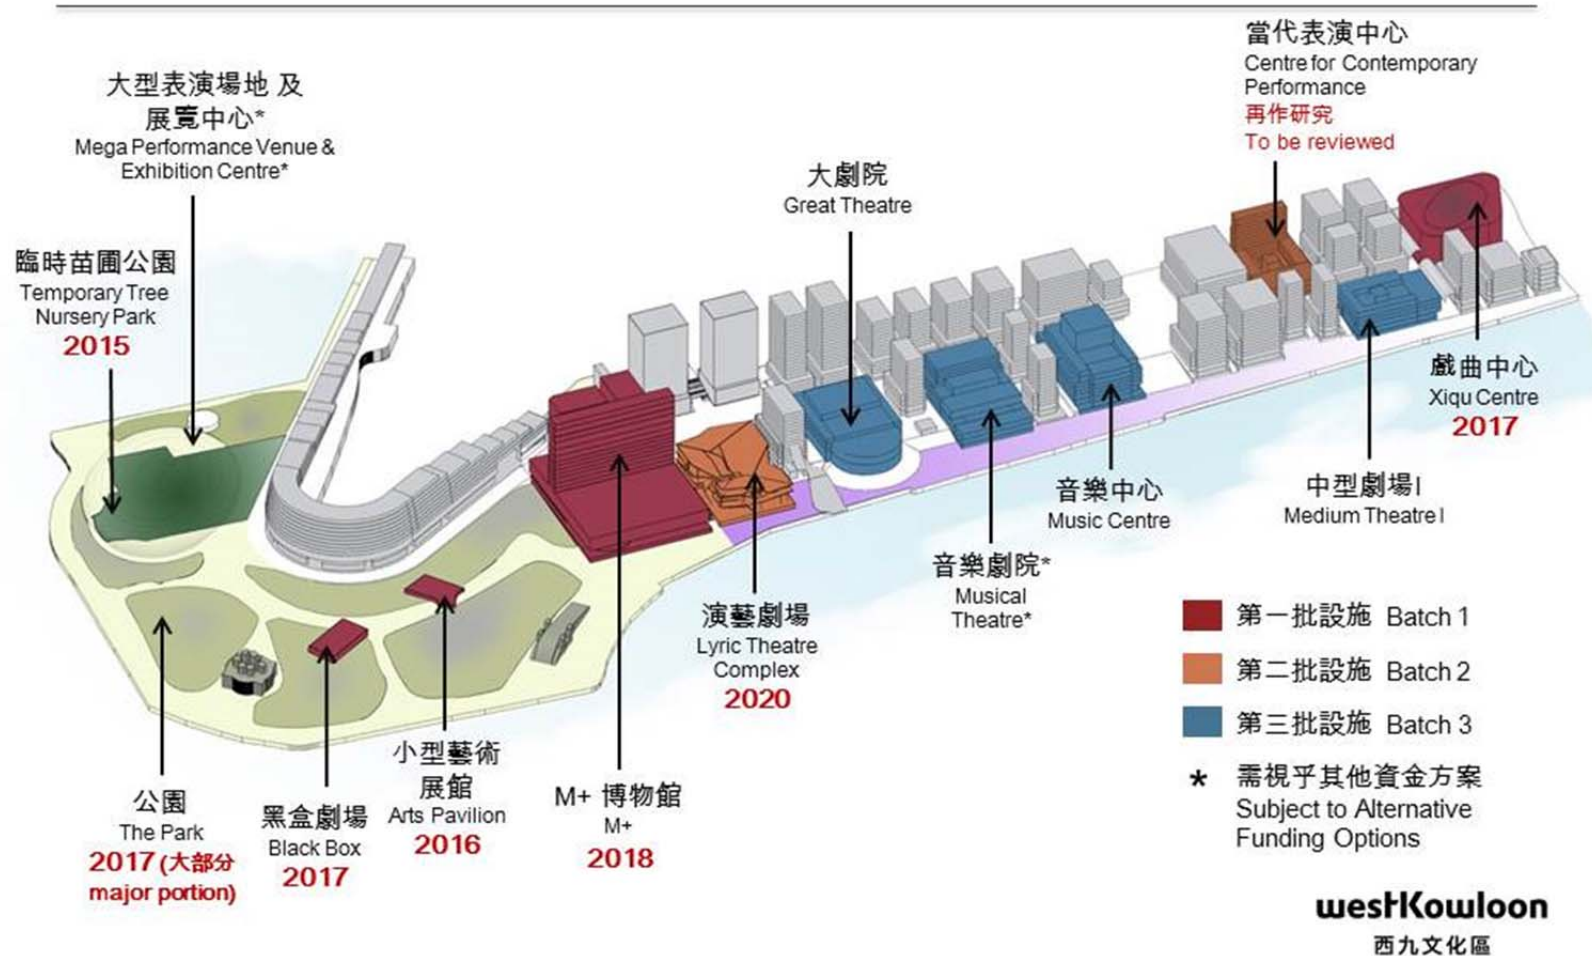 大型表演場地 及
展覽中心*
Mega Performance Venue &
Exhibition Centre*
臨時苗圃公園
Temporary Tree
Nursery Park
2015
大劇院
Great Theatre
當代表演中心
Centre for Contemporary
Performance
再作研究
To be reviewed
戲曲中心
Xiqu Centre
2017
中型劇場I
Medium Theatre I
音樂中心
Music Centre
音樂劇院*
Musical
Theatre*
演藝劇場
Lyric Theatre
Complex
2020
M+ 博物館
M+
2018
小型藝術
展館
Arts Pavilion
2016
黑盒劇場
Black Box
2017
公園
The Park
2017 (大部分
major portion)
第一批設施 Batch 1
第二批設施 Batch 2
第三批設施 Batch 3
* 需視乎其他資金方案
Subject to Alternative
Funding Options
westKowloon
西九文化區